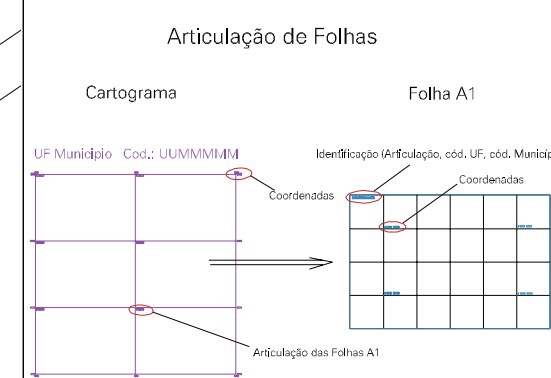 Articulação de Folhas
Cartograma
Folha A1
UF Municipio Cod.: UUMMMMM
Identificação (Articulação, cód. UF, cód. Municíp
Coordenadas
Coordenadas
Articulação das Folhas A1